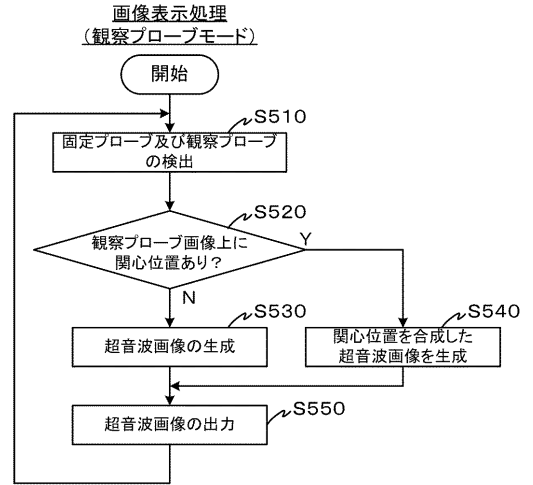 画像表示処理
(観察プローブモード)
開始
S510
固定プローブ及び観察プローブ
の検出
S520
観察プローブ画像上に
関心位置あり?
Y
N
S530
超音波画像の生成
S540
関心位置を合成した
超音波画像を生成
S550
超音波画像の出力